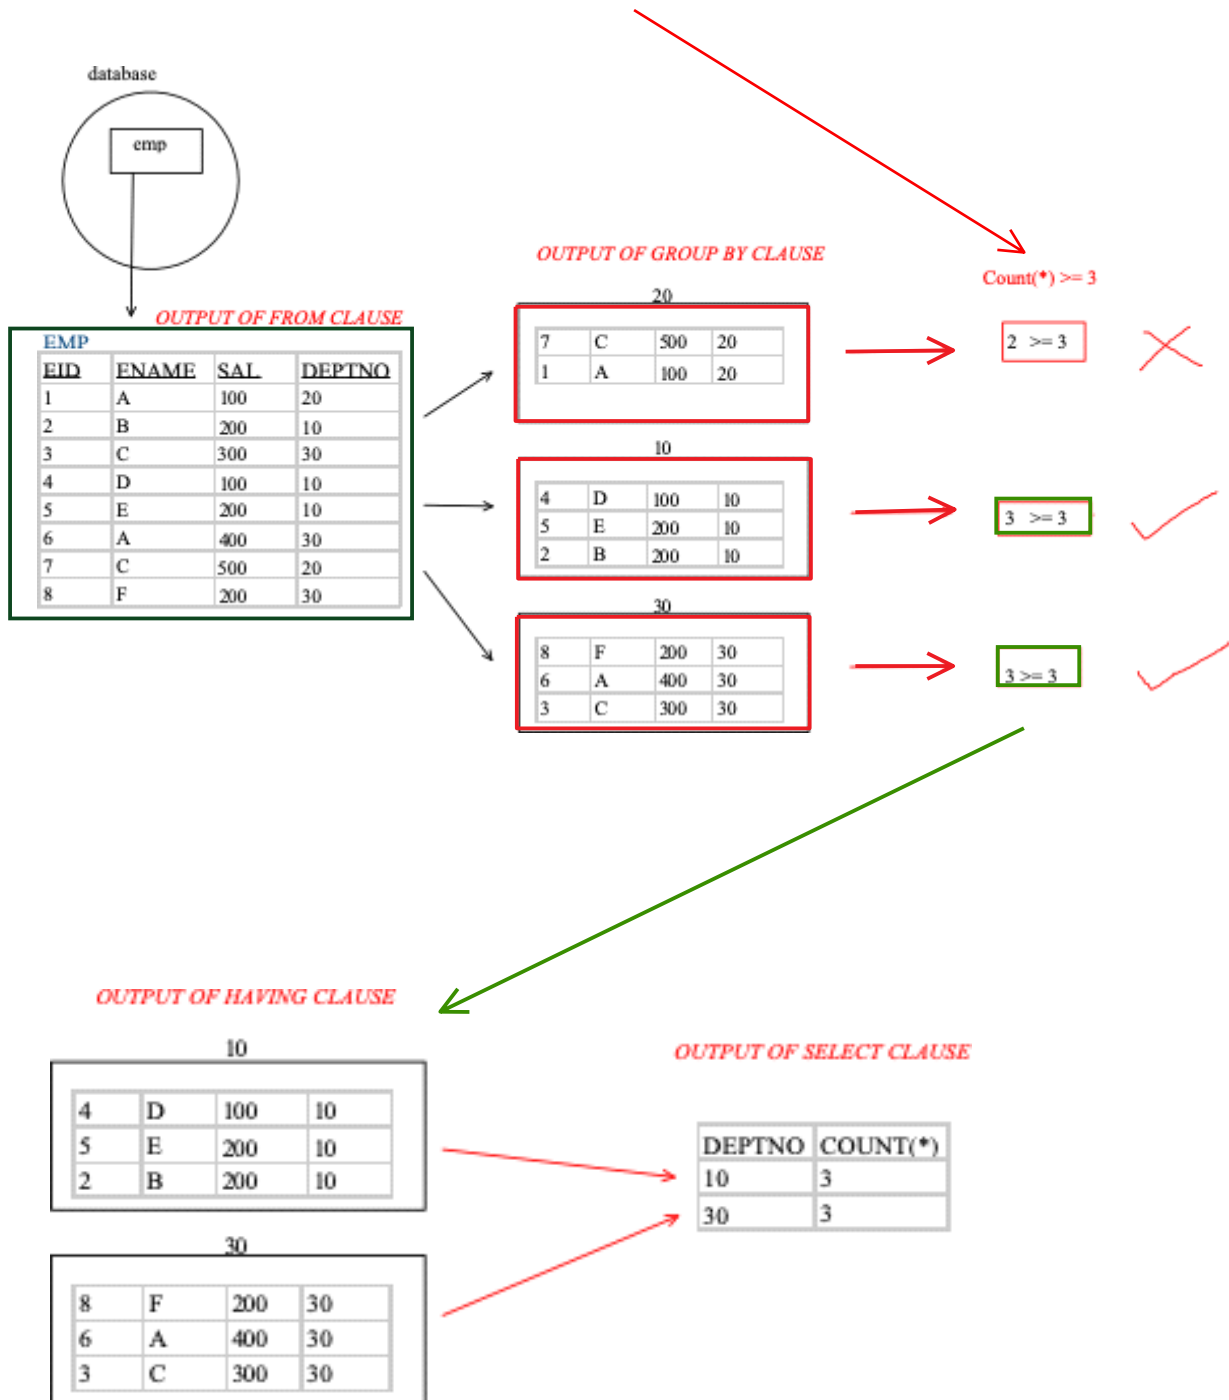 database
emp
OUTPUT OF FROM CLAUSE
EMP
EID ENAME SAL DEPTNO
1 A 100 20
2 B 200 10
3 C 300 30
4 D 100 10
5 E 200 10
6 A 400 30
7 C 500 20
8 F 200 30
OUTPUT OF GROUP BY CLAUSE
20
7 C 500 20
1 A 100 20
10
4 D 100 10
5 E 200 10
2 B 200 10
30
8 F 200 30
6 A 400 30
3 C 300 30
Count(*) >= 3
2 >= 3
3 >= 3
3 >= 3
OUTPUT OF HAVING CLAUSE
10
4 D 100 10
5 E 200 10
2 B 200 10
30
8 F 200 30
6 A 400 30
3 C 300 30
OUTPUT OF SELECT CLAUSE
DEPTNO COUNT(*)
10 3
30 3